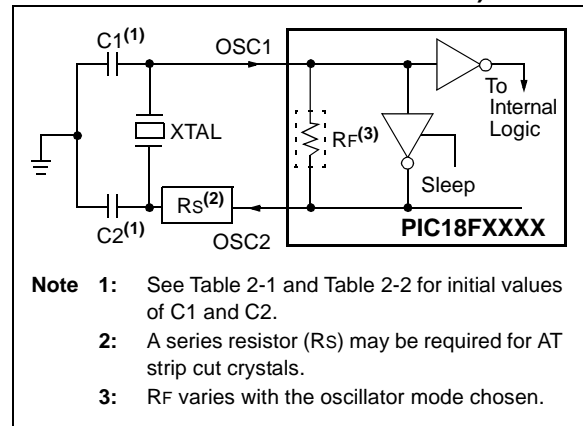 C1(1)
OSC1
To
Internal
Logic
XTAL
RF(3)
Sleep
RS(2)
C2(1)
OSC2
PIC18FXXXX
Note 1: See Table 2-1 and Table 2-2 for initial values
of C1 and C2.
2: A series resistor (RS) may be required for AT
strip cut crystals.
3: RF varies with the oscillator mode chosen.